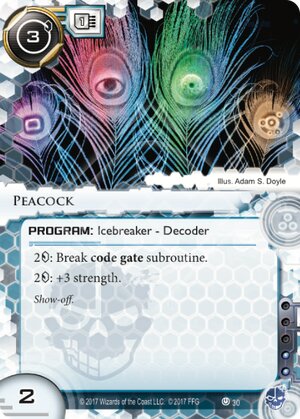 3
1
Illus. Adam S. Doyle
PEACOCK
PROGRAM: Icebreaker - Decoder
2: Break code gate subroutine.
2: +3 strength.
Show-off.
2
© 2017 Wizards of the Coast LLC. © 2017 FFG
30